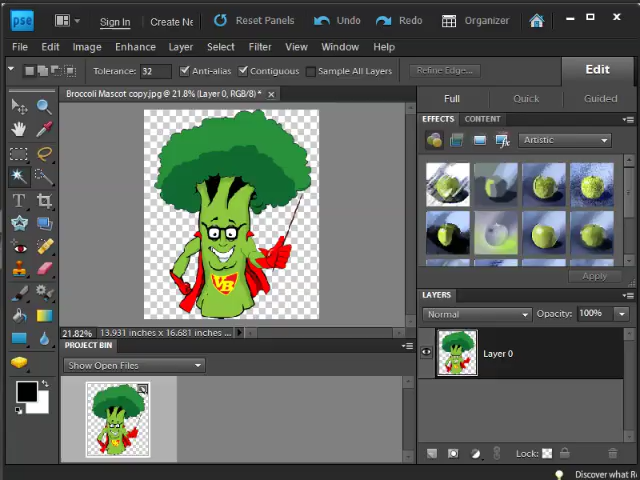 pse Sign In Create Ne Reset Panels Undo Redo Organizer
File Edit Image Enhance Layer Select Filter View Window Help
Tolerance: 32 Anti-alias Contiguous Sample All Layers Refine Edge... Edit
Broccoli Mascot copy.jpg @ 21.8% (Layer 0, RGB/8) *
Full Quick Guided
EFFECTS CONTENT
Artistic
VB
Apply
LAYERS
Normal Opacity: 100%
21.82% 13.931 inches x 16.681 inches ...
PROJECT BIN
Show Open Files
Layer 0
Lock:
Discover what Re